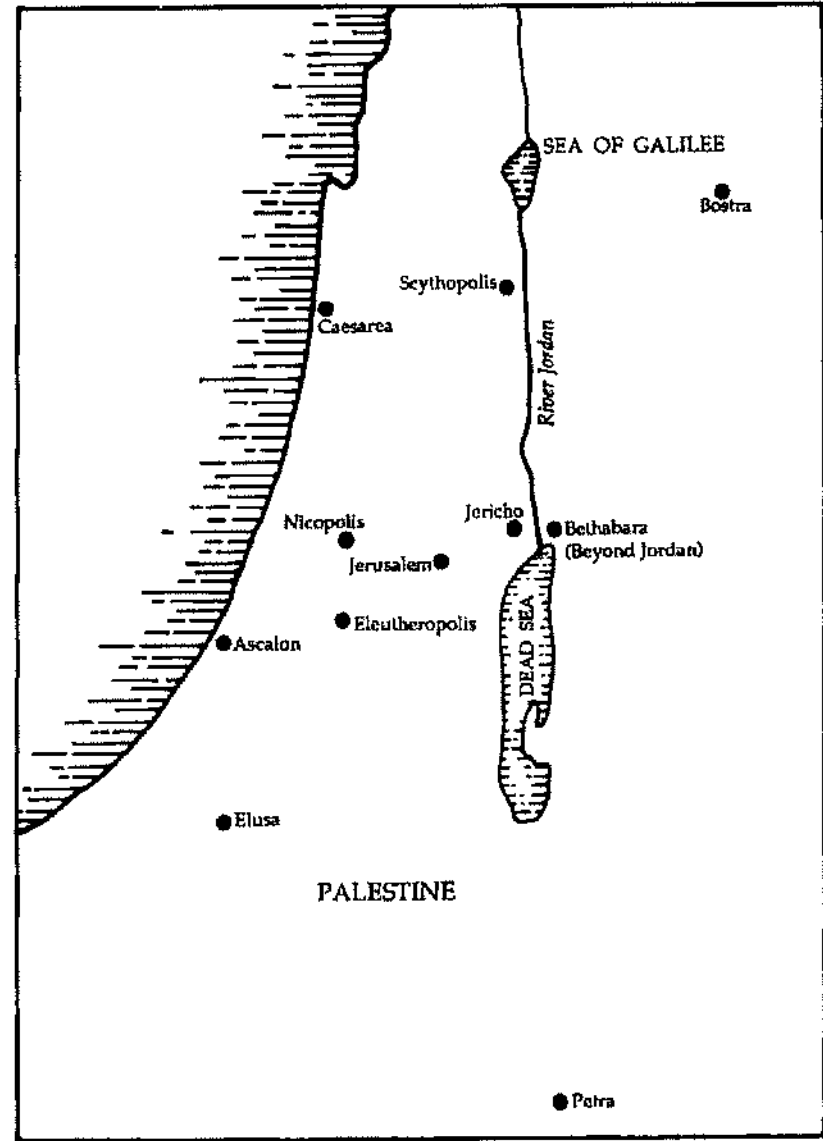 SEA OF GALILEE
Bostra
Scythopolis
Caesarea
River Jordan
Nicopolis
Jericho
Bethabara
(Beyond Jordan)
Jerusalem
Eleutheropolis
Ascalon
DEAD SEA
Elusa
PALESTINE
Petra